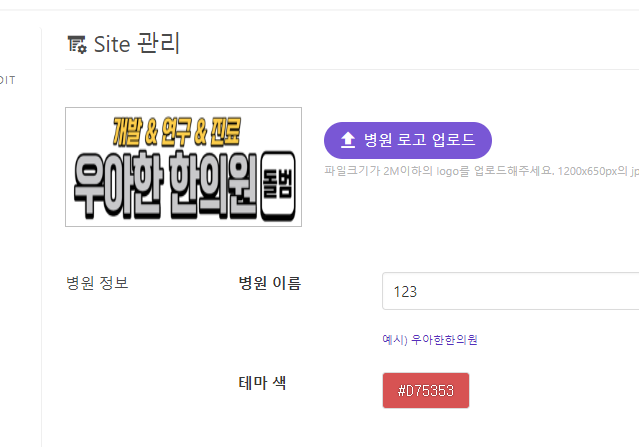 Site 관리
DIT
개발 & 연구 & 진료
우아한 한의원 돌범
병원 로고 업로드
파일크기가 2M이하의 logo를 업로드해주세요. 1200x650px의 jp
병원 정보
병원 이름
123
예시) 우아한한의원
테마 색
#D75353